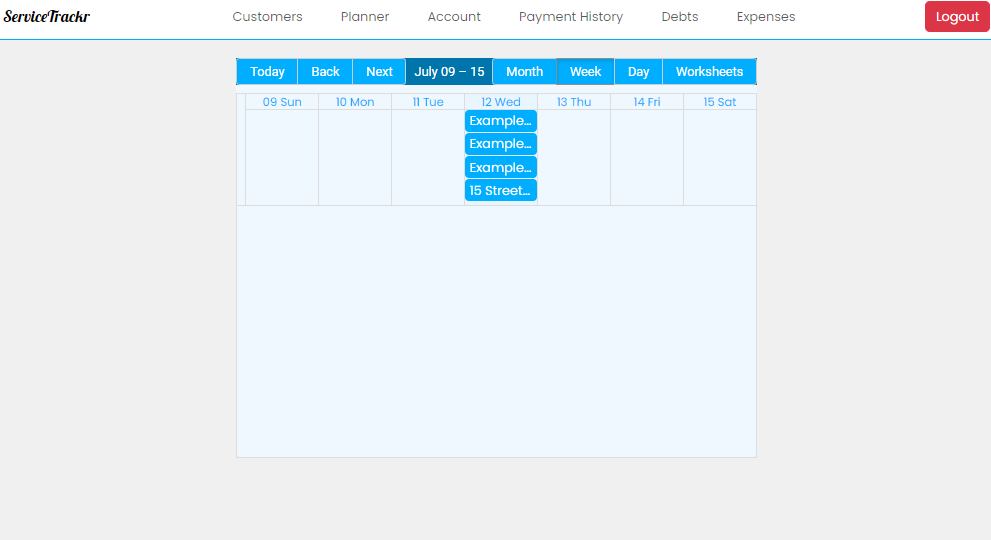 ServiceTrackr Customers Planner Account Payment History Debts Expenses Logout
Today Back Next July 09 – 15 Month Week Day Worksheets
09 Sun 10 Mon 11 Tue 12 Wed 13 Thu 14 Fri 15 Sat
Example...
Example...
Example...
15 Street...